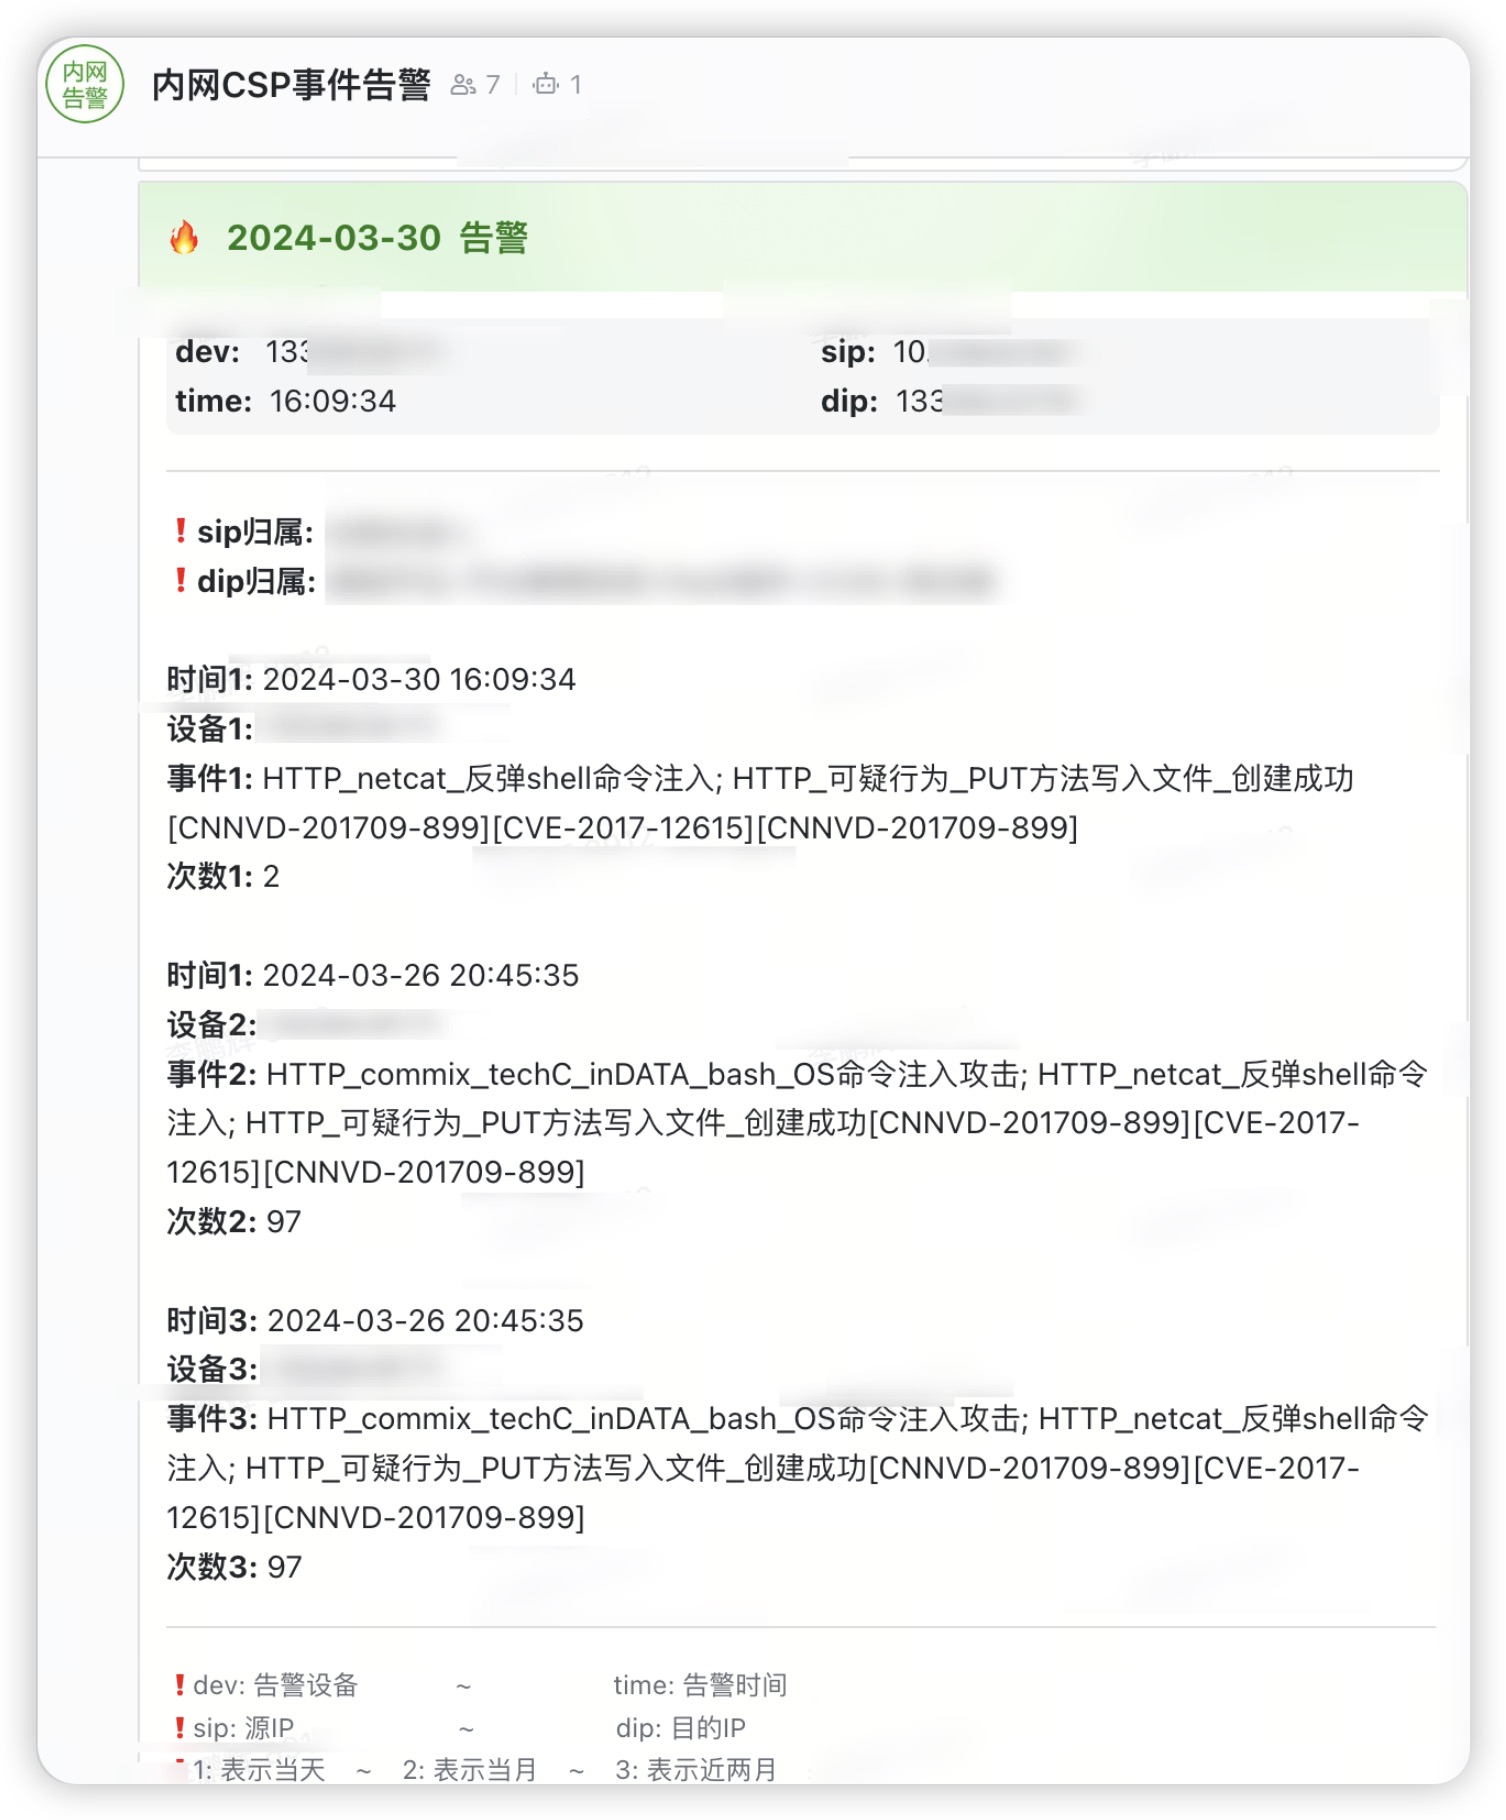 内网
告警
内网CSP事件告警 7 1
🔥 2024-03-30 告警
dev: 133 sip: 10.
time: 16:09:34 dip: 133
❗sip归属:
❗dip归属:
时间1: 2024-03-30 16:09:34
设备1:
事件1: HTTP_netcat_反弹shell命令注入; HTTP_可疑行为_PUT方法写入文件_创建成功
[CNNVD-201709-899][CVE-2017-12615][CNNVD-201709-899]
次数1: 2
时间1: 2024-03-26 20:45:35
设备2:
事件2: HTTP_commix_techC_inDATA_bash_OS命令注入攻击; HTTP_netcat_反弹shell命令
注入; HTTP_可疑行为_PUT方法写入文件_创建成功[CNNVD-201709-899][CVE-2017-
12615][CNNVD-201709-899]
次数2: 97
时间3: 2024-03-26 20:45:35
设备3:
事件3: HTTP_commix_techC_inDATA_bash_OS命令注入攻击; HTTP_netcat_反弹shell命令
注入; HTTP_可疑行为_PUT方法写入文件_创建成功[CNNVD-201709-899][CVE-2017-
12615][CNNVD-201709-899]
次数3: 97
❗dev: 告警设备 ~ time: 告警时间
❗sip: 源IP ~ dip: 目的IP
1: 表示当天 ~ 2: 表示当月 ~ 3: 表示近两月